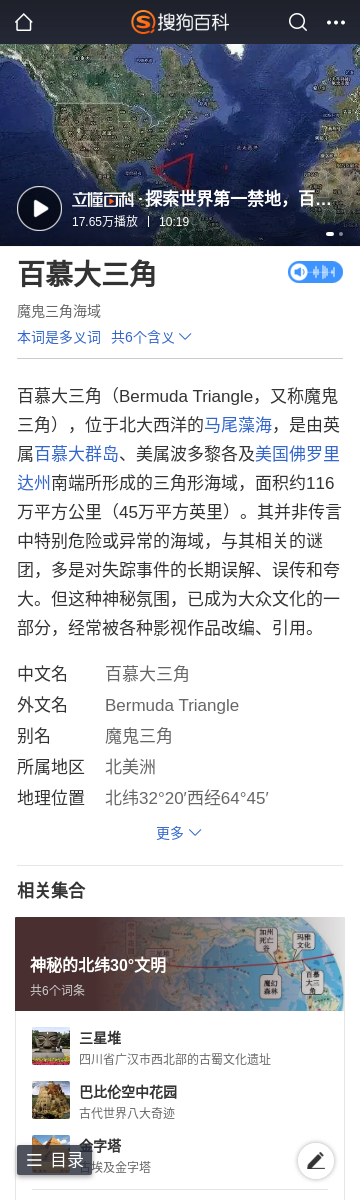 搜狗百科
立懂百科·探索世界第一禁地，百…
17.65万播放 | 10:19
百慕大三角
魔鬼三角海域
本词是多义词 共6个含义
百慕大三角（Bermuda Triangle，又称魔鬼
三角），位于北大西洋的马尾藻海，是由英
属百慕大群岛、美属波多黎各及美国佛罗里
达州南端所形成的三角形海域，面积约116
万平方公里（45万平方英里）。其并非传言
中特别危险或异常的海域，与其相关的谜
团，多是对失踪事件的长期误解、误传和夸
大。但这种神秘氛围，已成为大众文化的一
部分，经常被各种影视作品改编、引用。
中文名 百慕大三角
外文名 Bermuda Triangle
别名 魔鬼三角
所属地区 北美洲
地理位置 北纬32°20′西经64°45′
更多
相关集合
加州
死亡
谷
玛雅
文化
魔幻
森林
百慕
大三
角
神秘的北纬30°文明
共6个词条
三星堆
四川省广汉市西北部的古蜀文化遗址
巴比伦空中花园
古代世界八大奇迹
金字塔
古埃及金字塔
目录